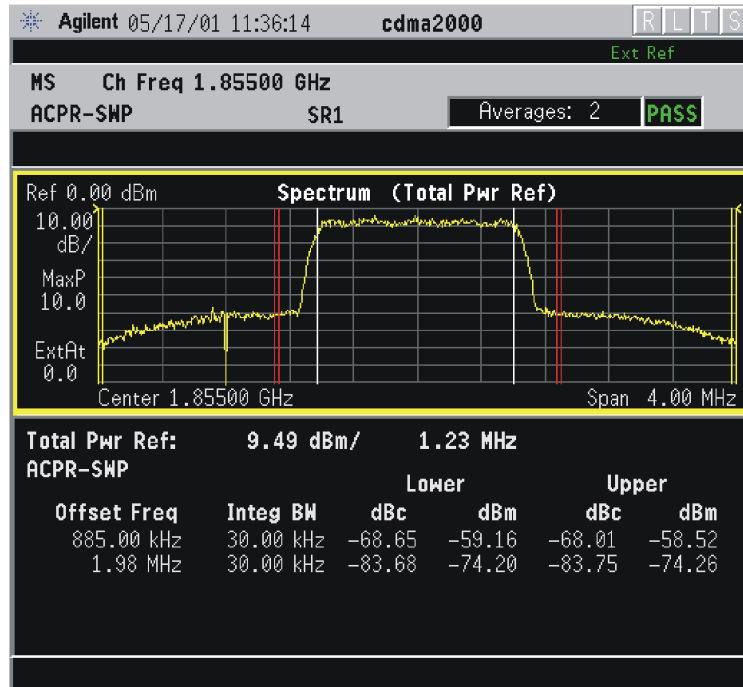 Agilent 05/17/01 11:36:14 cdma2000 R L T S
Ext Ref
MS Ch Freq 1.85500 GHz
ACPR-SWP SR1 Averages: 2 PASS
Ref 0.00 dBm Spectrum (Total Pwr Ref)
10.00
dB/
MaxP
10.0
ExtAt
0.0
Center 1.85500 GHz Span 4.00 MHz
Total Pwr Ref: 9.49 dBm/ 1.23 MHz
ACPR-SWP
Lower Upper
Offset Freq Integ BW dBc dBm dBc dBm
885.00 kHz 30.00 kHz -68.65 -59.16 -68.01 -58.52
1.98 MHz 30.00 kHz -83.68 -74.20 -83.75 -74.26